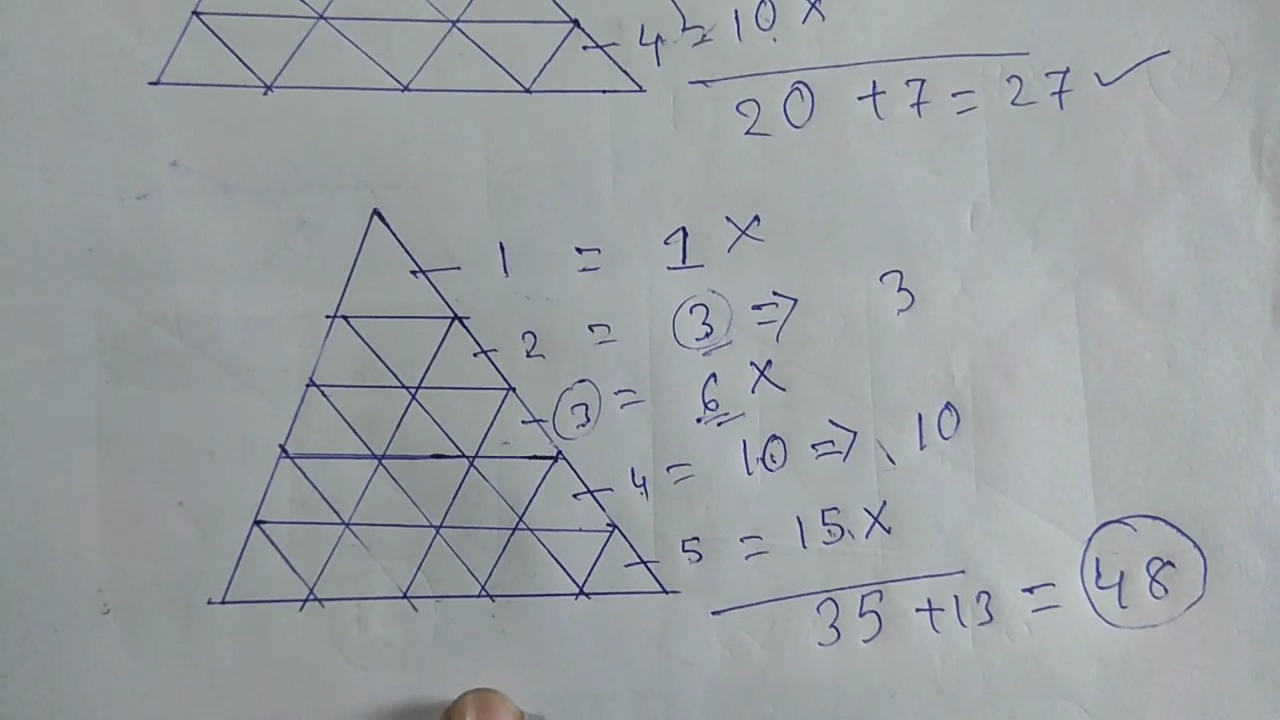 4 = 10 x
20 + 7 = 27 ✓
1 = 1 x
2 = 3 => 3
3 = 6 x
4 = 10 => 10
5 = 15 x
35 + 13 = 48